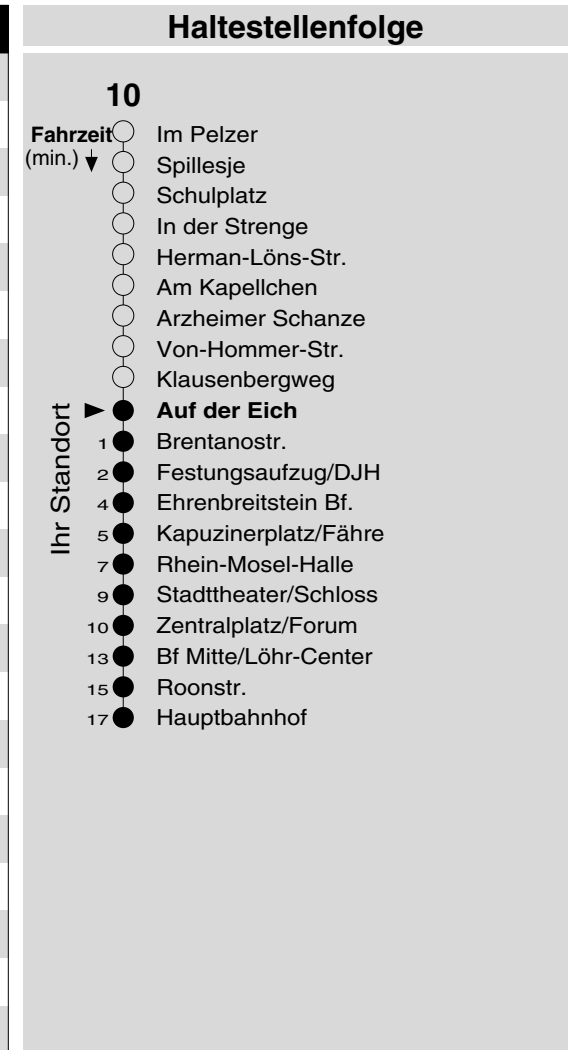 Haltestellenfolge
10
Fahrzeit
(min.)
Im Pelzer
Spillesje
Schulplatz
In der Strenge
Herman-Löns-Str.
Am Kapellchen
Arzheimer Schanze
Von-Hommer-Str.
Klausenbergweg
Ihr Standort
Auf der Eich
1 Brentanostr.
2 Festungsaufzug/DJH
4 Ehrenbreitstein Bf.
5 Kapuzinerplatz/Fähre
7 Rhein-Mosel-Halle
9 Stadttheater/Schloss
10 Zentralplatz/Forum
13 Bf Mitte/Löhr-Center
15 Roonstr.
17 Hauptbahnhof